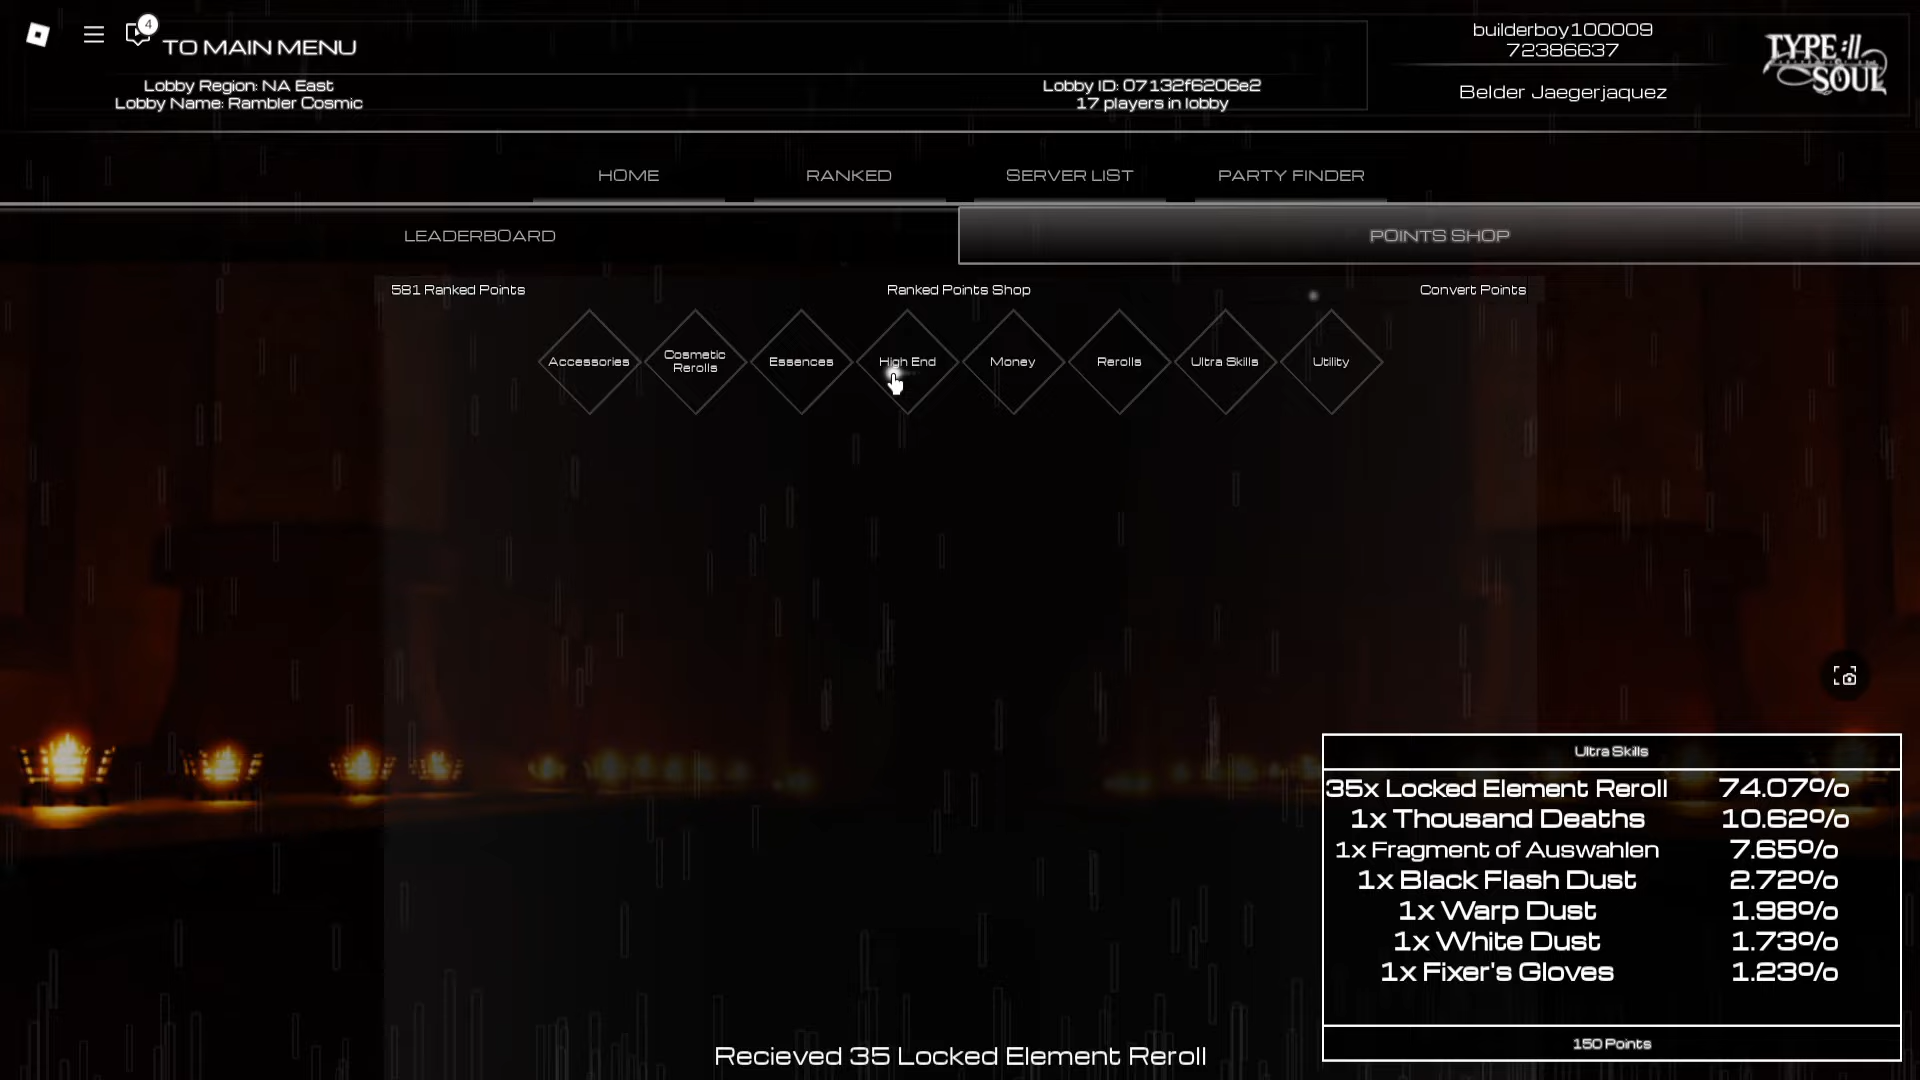 4
TO MAIN MENU
Lobby Region: NA East
Lobby Name: Rambler Cosmic
Lobby ID: 07132f6206e2
17 players in lobby
builderboy100009
72386637
Belder Jaegerjaquez
TYPE://
SOUL
HOME
RANKED
SERVER LIST
PARTY FINDER
LEADERBOARD
POINTS SHOP
581 Ranked Points
Ranked Points Shop
Convert Points
Accessories
Cosmetic
Rerolls
Essences
High End
Money
Rerolls
Ultra Skills
Utility
Ultra Skills
35x Locked Element Reroll 74.07%
1x Thousand Deaths 10.62%
1x Fragment of Auswahlen 7.65%
1x Black Flash Dust 2.72%
1x Warp Dust 1.98%
1x White Dust 1.73%
1x Fixer's Gloves 1.23%
150 Points
Recieved 35 Locked Element Reroll